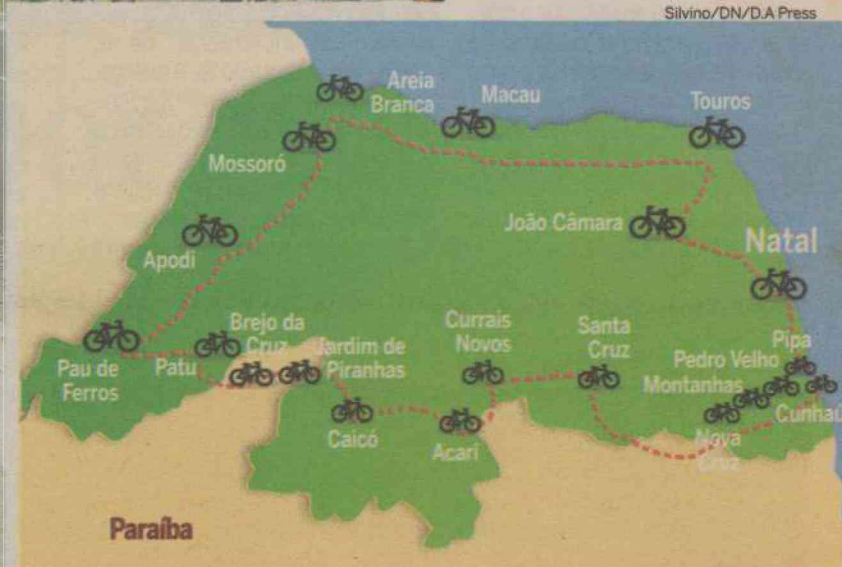 Silvino/DN/D.A Press
Areia
Branca
Macau
Touros
Mossoró
João Câmara
Natal
Apodi
Brejo da
Cruz
Jardim de
Piranhas
Currais
Novos
Santa
Cruz
Pipa
Pedro Velho
Montanhas
Pau de
Ferros
Patu
Cunhaú
Caicó
Acari
Nova
Cruz
Paraíba